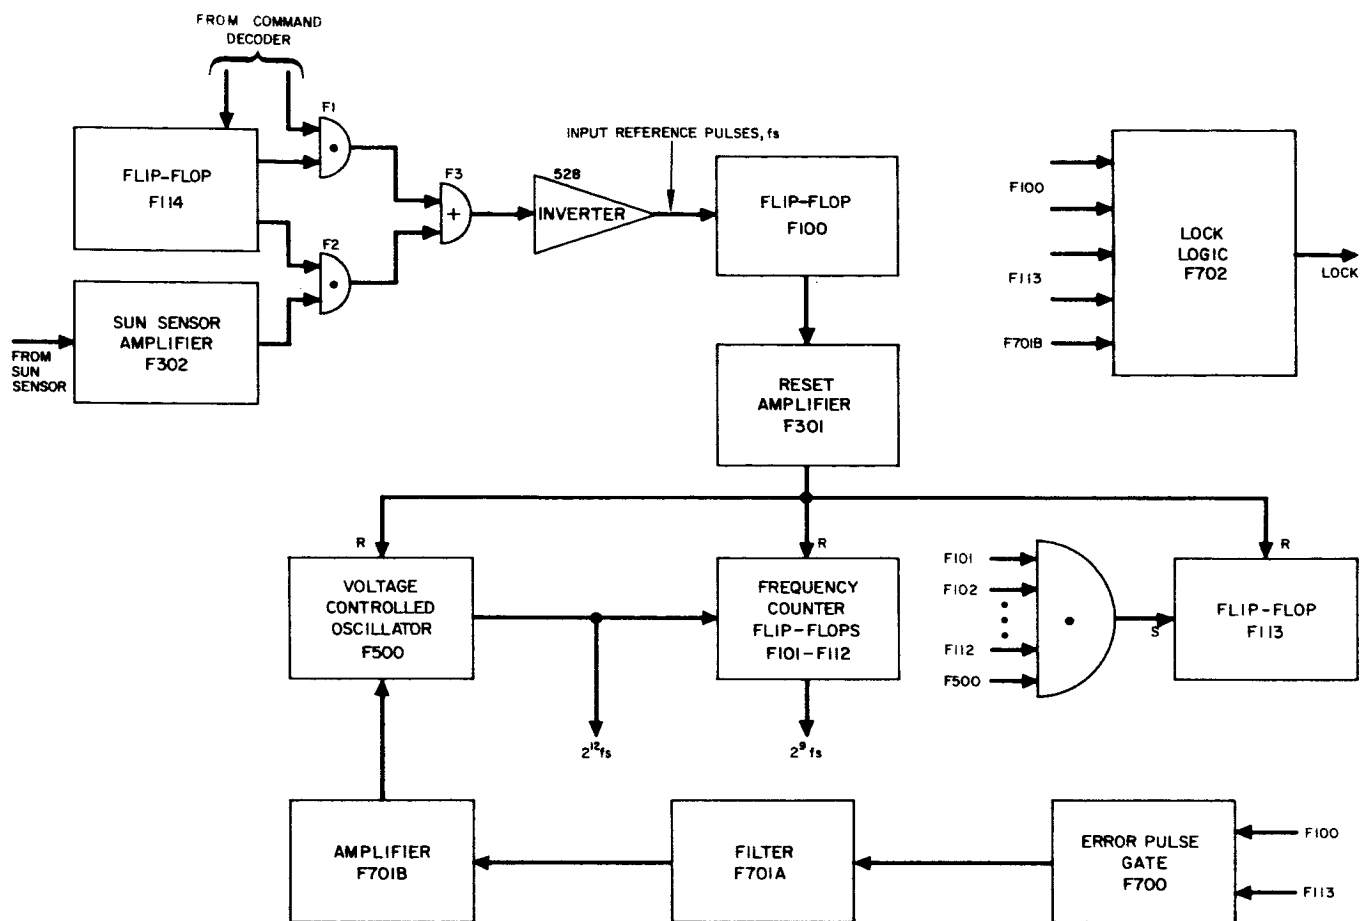 FROM COMMAND
DECODER
F1
FLIP-FLOP
F114
F2
SUN SENSOR
AMPLIFIER
F302
FROM
SUN
SENSOR
F3
+
528
INVERTER
INPUT REFERENCE PULSES, fs
FLIP-FLOP
F100
RESET
AMPLIFIER
F301
F100
F113
F701B
LOCK
LOGIC
F702
LOCK
R
R
R
VOLTAGE
CONTROLLED
OSCILLATOR
F500
FREQUENCY
COUNTER
FLIP-FLOPS
F101-F112
F101
F102
F112
F500
S
FLIP-FLOP
F113
2¹²fs
2⁹fs
AMPLIFIER
F701B
FILTER
F701A
ERROR PULSE
GATE
F700
F100
F113